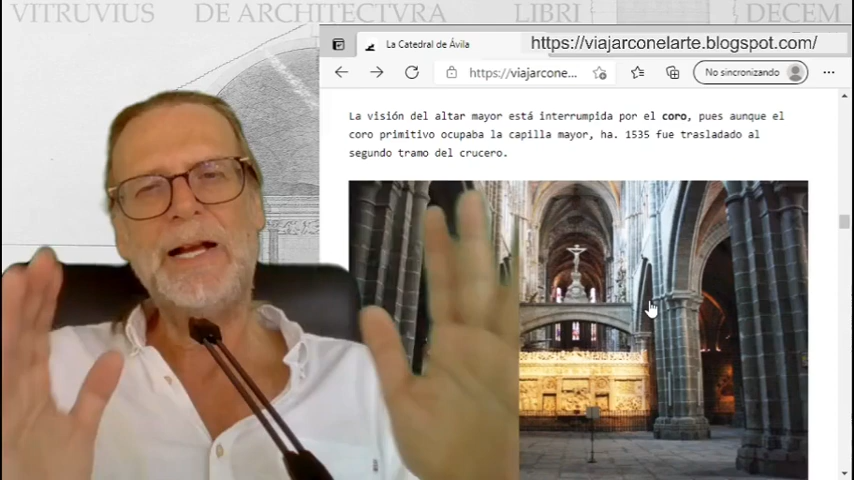 VITRUVIUS DE ARCHITECTVRA LIBRI DECEM
La Catedral de Ávila
https://viajarconelarte.blogspot.com/
https://viajarcone...
No sincronizando
La visión del altar mayor está interrumpida por el coro, pues aunque el
coro primitivo ocupaba la capilla mayor, ha. 1535 fue trasladado al
segundo tramo del crucero.